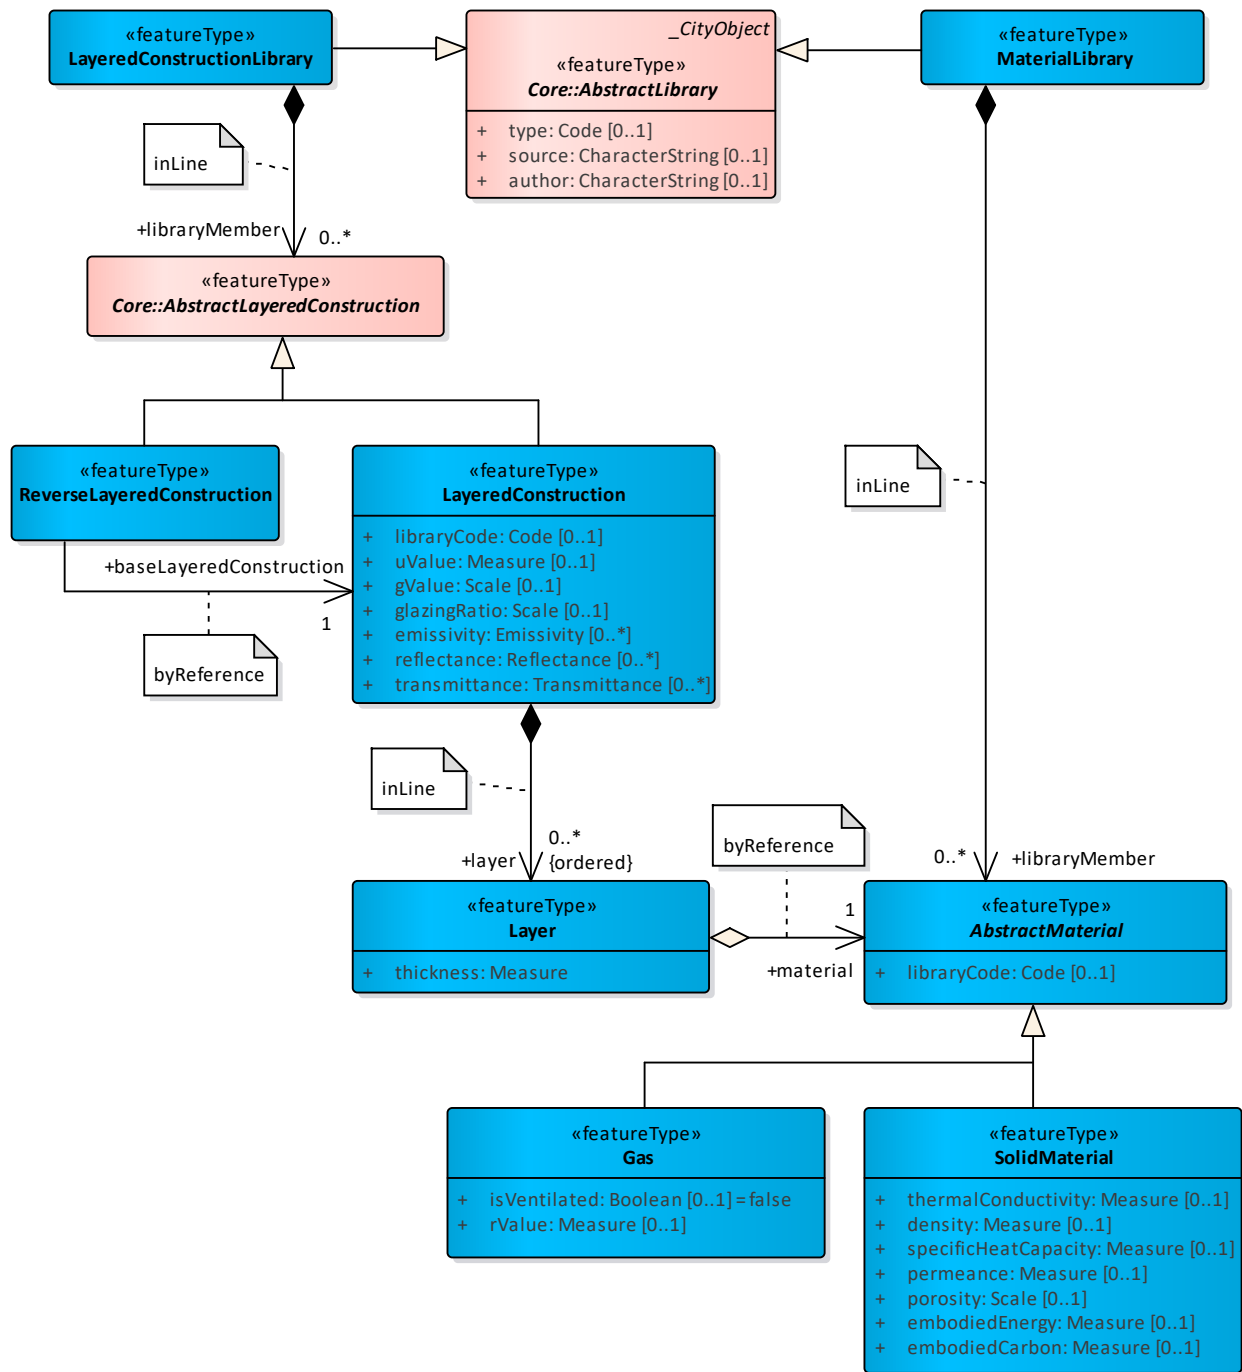 «featureType»
LayeredConstructionLibrary
_CityObject
«featureType»
Core::AbstractLibrary
+ type: Code [0..1]
+ source: CharacterString [0..1]
+ author: CharacterString [0..1]
«featureType»
MaterialLibrary
inLine
+libraryMember
0..*
«featureType»
Core::AbstractLayeredConstruction
«featureType»
ReverseLayeredConstruction
«featureType»
LayeredConstruction
+ libraryCode: Code [0..1]
+ uValue: Measure [0..1]
+ gValue: Scale [0..1]
+ glazingRatio: Scale [0..1]
+ emissivity: Emissivity [0..*]
+ reflectance: Reflectance [0..*]
+ transmittance: Transmittance [0..*]
inLine
+baseLayeredConstruction
1
byReference
inLine
+layer
0..*
{ordered}
byReference
0..*
+libraryMember
«featureType»
Layer
+ thickness: Measure
1
+material
«featureType»
AbstractMaterial
+ libraryCode: Code [0..1]
«featureType»
Gas
+ isVentilated: Boolean [0..1] = false
+ rValue: Measure [0..1]
«featureType»
SolidMaterial
+ thermalConductivity: Measure [0..1]
+ density: Measure [0..1]
+ specificHeatCapacity: Measure [0..1]
+ permeance: Measure [0..1]
+ porosity: Scale [0..1]
+ embodiedEnergy: Measure [0..1]
+ embodiedCarbon: Measure [0..1]